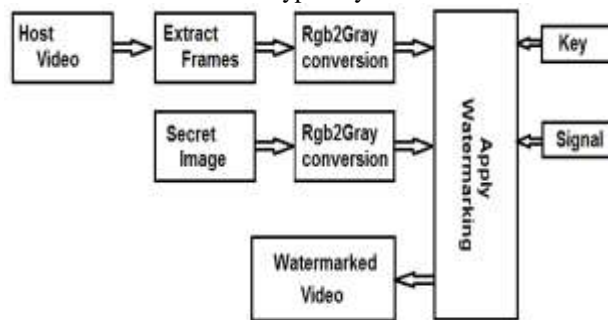 Host
Video
Extract
Frames
Rgb2Gray
conversion
Key
Secret
Image
Rgb2Gray
conversion
Signal
Apply
Watermarking
Watermarked
Video